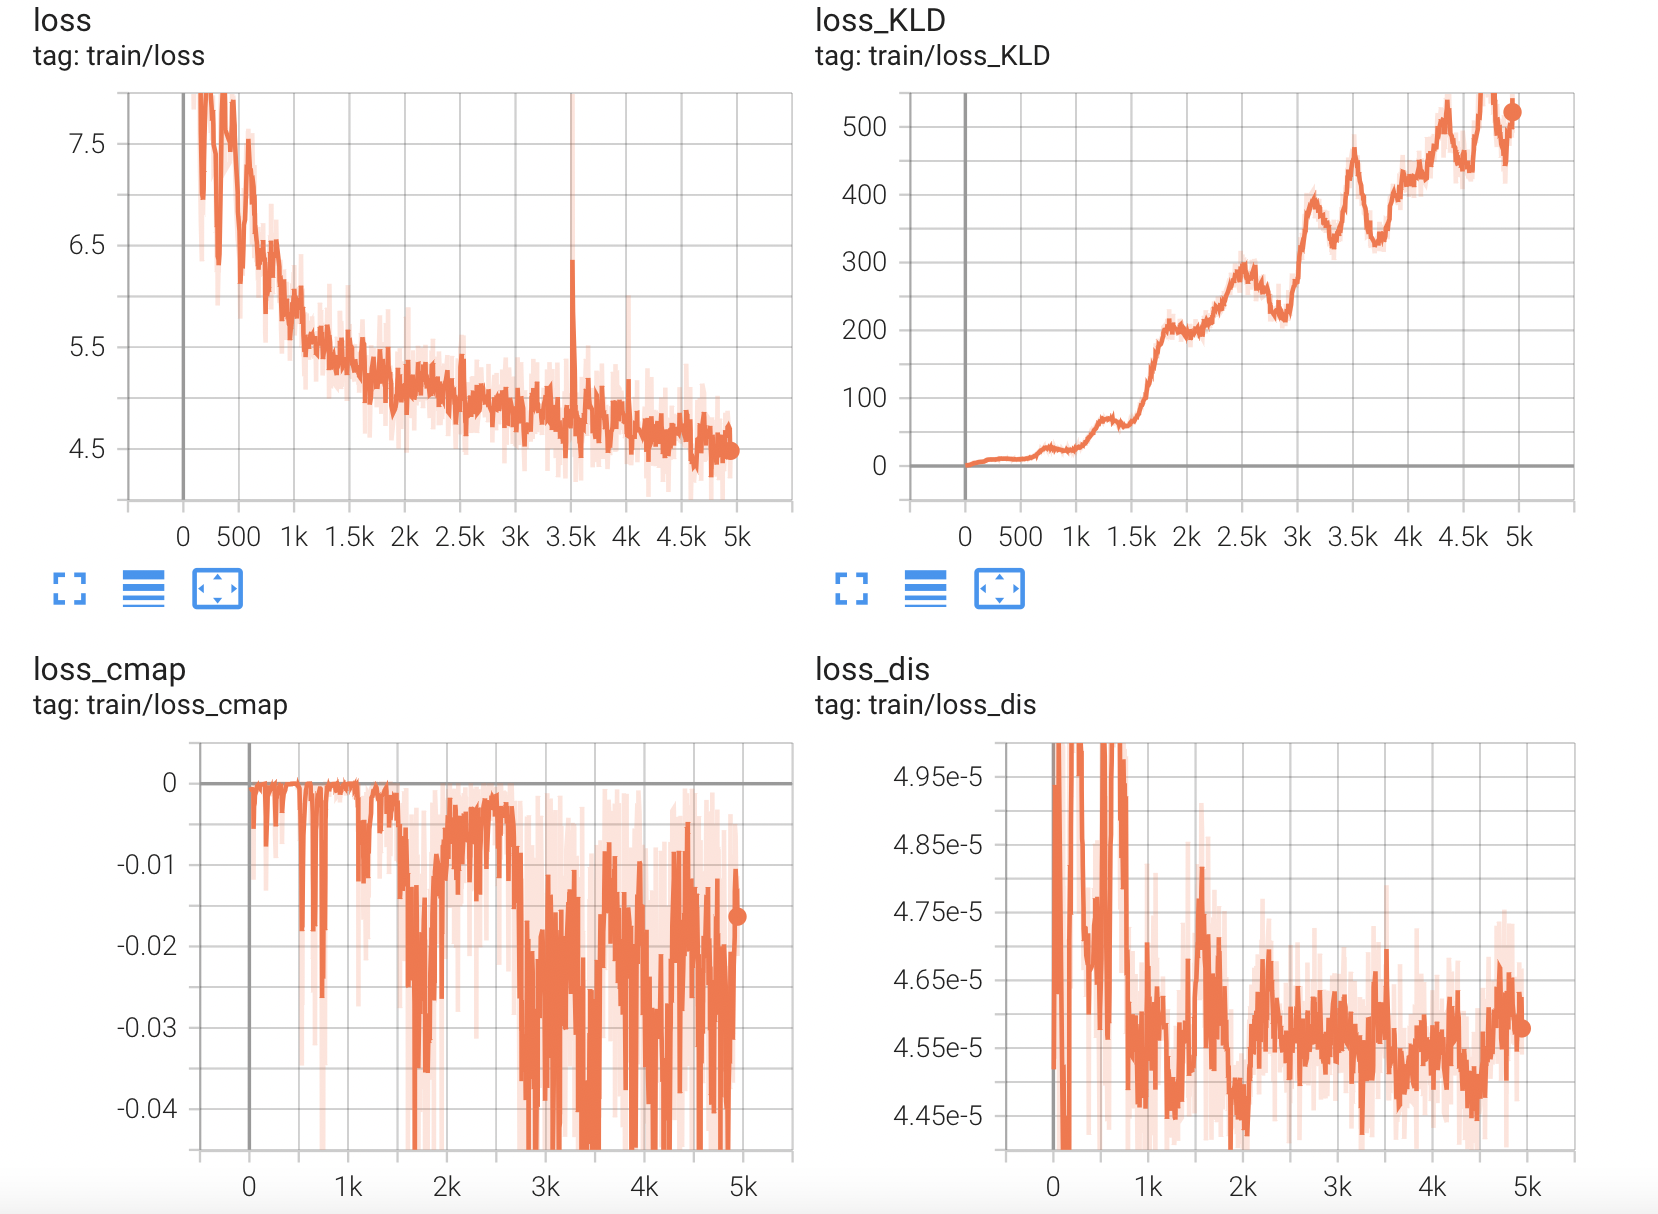 loss
tag: train/loss
7.5
6.5
5.5
4.5
0 500 1k 1.5k 2k 2.5k 3k 3.5k 4k 4.5k 5k
loss_KLD
tag: train/loss_KLD
500
400
300
200
100
0
0 500 1k 1.5k 2k 2.5k 3k 3.5k 4k 4.5k 5k
loss_cmap
tag: train/loss_cmap
0
-0.01
-0.02
-0.03
-0.04
0 1k 2k 3k 4k 5k
loss_dis
tag: train/loss_dis
4.95e-5
4.85e-5
4.75e-5
4.65e-5
4.55e-5
4.45e-5
0 1k 2k 3k 4k 5k